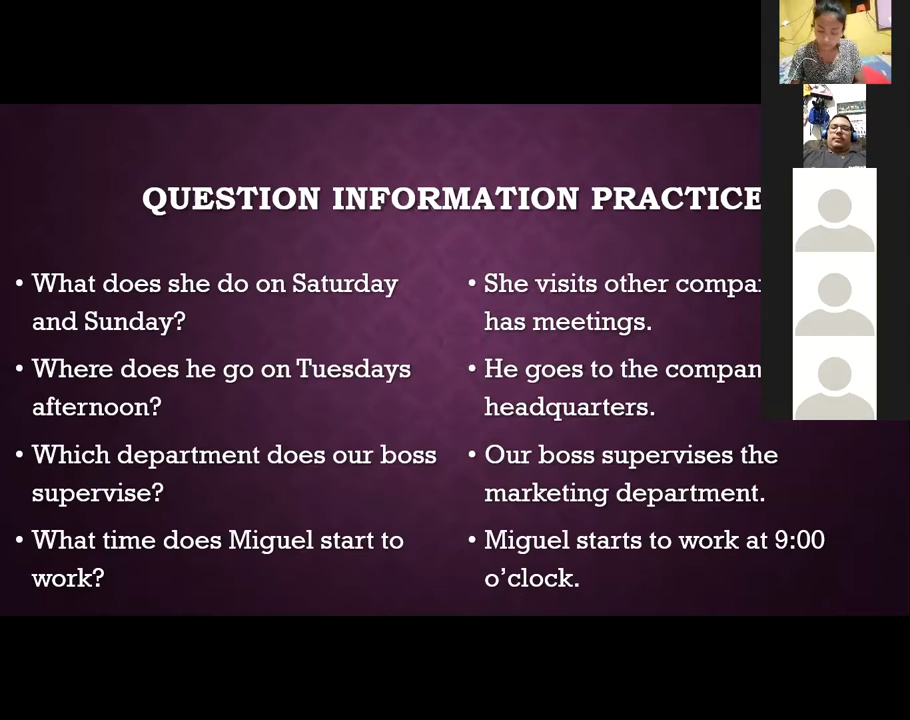 QUESTION INFORMATION PRACTICE
• What does she do on Saturday
and Sunday?
• Where does he go on Tuesdays
afternoon?
• Which department does our boss
supervise?
• What time does Miguel start to
work?
• She visits other
has meetings.
• He goes to the
headquarters.
• Our boss supervises the
marketing department.
• Miguel starts to work at 9:00
o’clock.